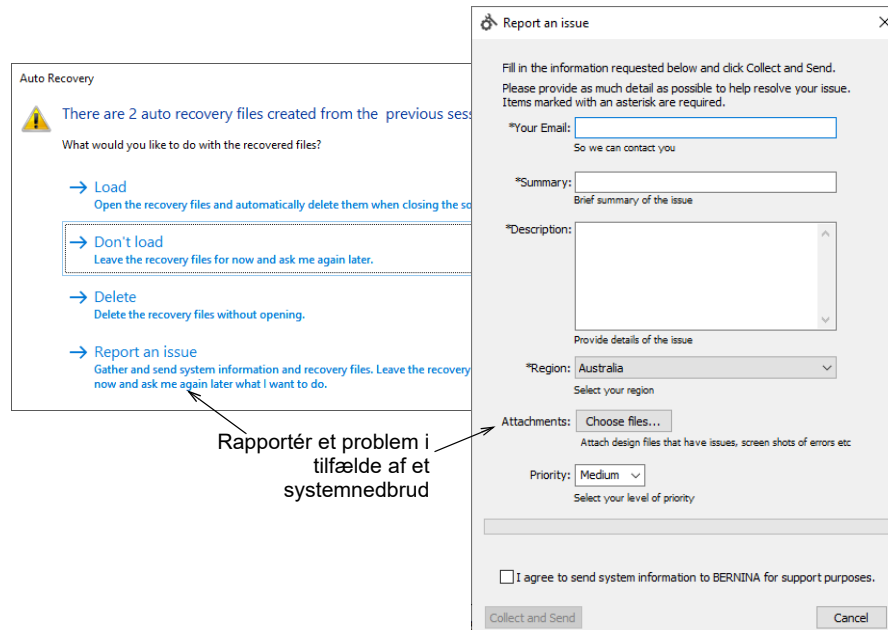 Auto Recovery
There are 2 auto recovery files created from the previous
What would you like to do with the recovered files?
Load
Open the recovery files and automatically delete them when closing the
Don't load
Leave the recovery files for now and ask me again later.
Delete
Delete the recovery files without opening.
Report an issue
Gather and send system information and recovery files. Leave the recovery
now and ask me again later what I want to do.
Rapportér et problem i
tilfælde af et
systemnedbrud
Report an issue
Fill in the information requested below and click Collect and Send.
Please provide as much detail as possible to help resolve your issue.
Items marked with an asterisk are required.
*Your Email:
So we can contact you
*Summary:
Brief summary of the issue
*Description:
Provide details of the issue
*Region: Australia
Select your region
Attachments: Choose files...
Attach design files that have issues, screen shots of errors etc
Priority: Medium
Select your level of priority
I agree to send system information to BERNINA for support purposes.
Collect and Send Cancel